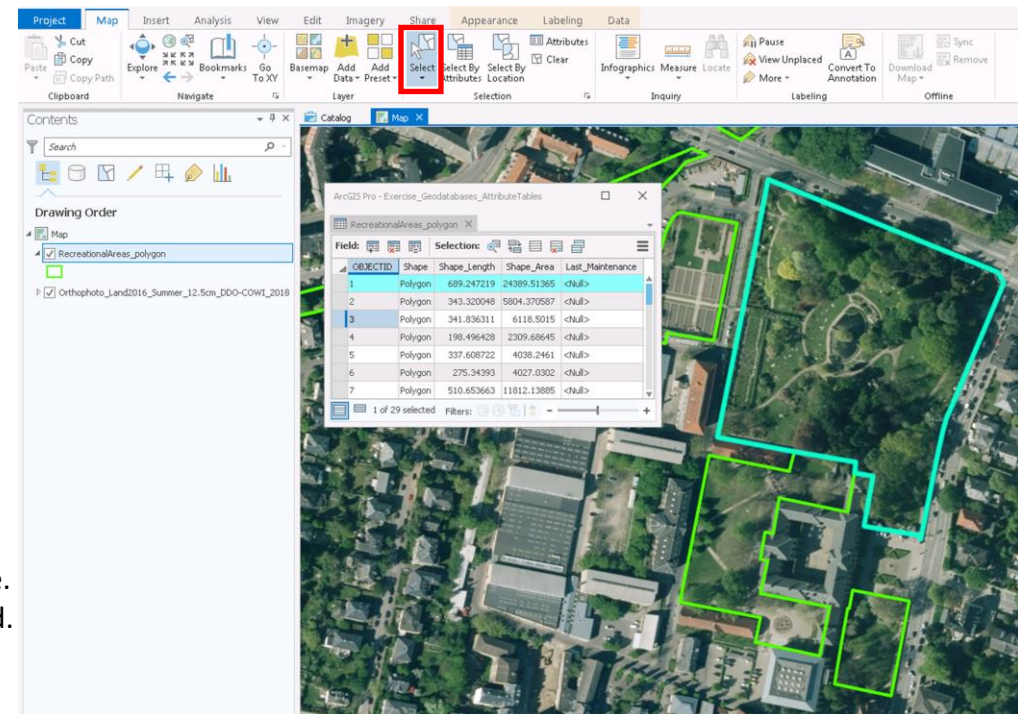 Project Map Insert Analysis View Edit Imagery Share Appearance Labeling Data
Cut
Copy
Copy Path
Paste
Explore
Bookmarks
Go To XY
Basemap
Add Data
Add Preset
Select
Select By Attributes
Select By Location
Attributes
Clear
Infographics
Measure
Locate
Pause
View Unplaced
More
Convert To Annotation
Download Map
Sync
Remove
Clipboard Navigate Layer Selection Inquiry Labeling Offline
Contents
Catalog Map
Search
Drawing Order
Map
RecreationalAreas_polygon
Orthophoto_Land2016_Summer_12.5cm_DDO-COWI_2018
ArcGIS Pro - Exercise_Geodatabases_AttributeTables
RecreationalAreas_polygon
Field: Selection:
OBJECTID Shape Shape_Length Shape_Area Last_Maintenance
1 Polygon 689.247219 24389.51365 <Null>
2 Polygon 343.320048 5804.370587 <Null>
3 Polygon 341.836311 6118.5015 <Null>
4 Polygon 198.496428 2309.68645 <Null>
5 Polygon 337.608722 4038.2461 <Null>
6 Polygon 275.34393 4027.0302 <Null>
7 Polygon 510.653663 11812.13885 <Null>
1 of 29 selected Filters: